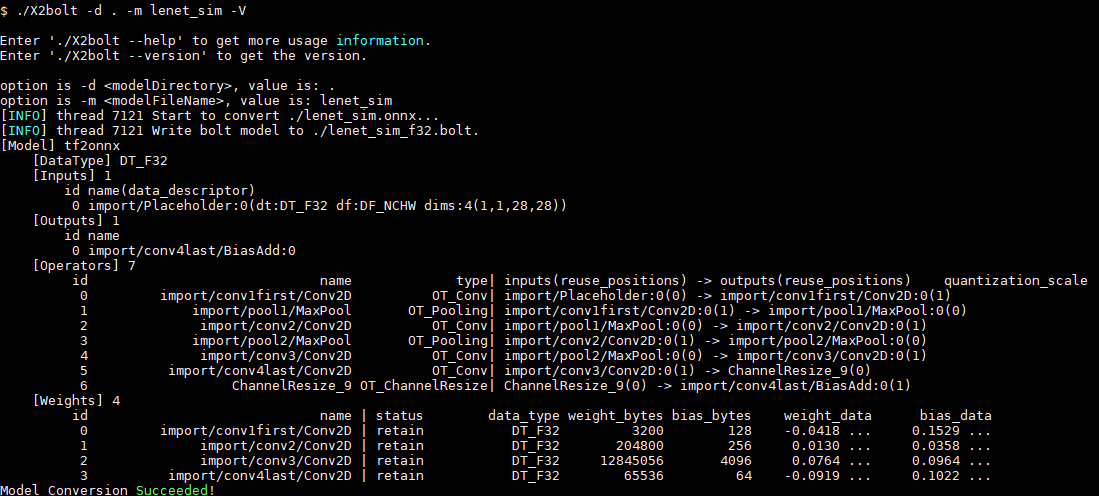 $ ./X2bolt -d . -m lenet_sim -V
Enter './X2bolt --help' to get more usage information.
Enter './X2bolt --version' to get the version.
option is -d <modelDirectory>, value is: .
option is -m <modelFileName>, value is: lenet_sim
[INFO] thread 7121 Start to convert ./lenet_sim.onnx...
[INFO] thread 7121 Write bolt model to ./lenet_sim_f32.bolt.
[Model] tf2onnx
[DataType] DT_F32
[Inputs] 1
id name(data_descriptor)
0 import/Placeholder:0(dt:DT_F32 df:DF_NCHW dims:4(1,1,28,28))
[Outputs] 1
id name
0 import/conv4last/BiasAdd:0
[Operators] 7
id name type| inputs(reuse_positions) -> outputs(reuse_positions) quantization_scale
0 import/conv1first/Conv2D OT_Conv| import/Placeholder:0(0) -> import/conv1first/Conv2D:0(1)
1 import/pool1/MaxPool OT_Pooling| import/conv1first/Conv2D:0(1) -> import/pool1/MaxPool:0(0)
2 import/conv2/Conv2D OT_Conv| import/pool1/MaxPool:0(0) -> import/conv2/Conv2D:0(1)
3 import/pool2/MaxPool OT_Pooling| import/conv2/Conv2D:0(1) -> import/pool2/MaxPool:0(0)
4 import/conv3/Conv2D OT_Conv| import/pool2/MaxPool:0(0) -> import/conv3/Conv2D:0(1)
5 import/conv4last/Conv2D OT_Conv| import/conv3/Conv2D:0(1) -> ChannelResize_9(0)
6 ChannelResize_9 OT_ChannelResize| ChannelResize_9(0) -> import/conv4last/BiasAdd:0(1)
[Weights] 4
id name | status data_type weight_bytes bias_bytes weight_data bias_data
0 import/conv1first/Conv2D | retain DT_F32 3200 128 -0.0418 ... 0.1529 ...
1 import/conv2/Conv2D | retain DT_F32 204800 256 0.0130 ... 0.0358 ...
2 import/conv3/Conv2D | retain DT_F32 12845056 4096 0.0764 ... 0.0964 ...
3 import/conv4last/Conv2D | retain DT_F32 65536 64 -0.0919 ... 0.1022 ...
Model Conversion Succeeded!